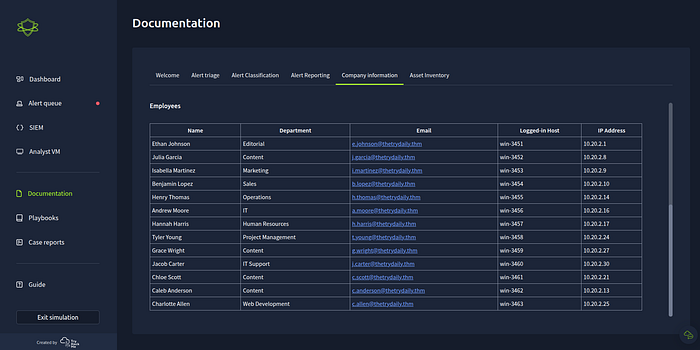 Documentation
Dashboard
Alert queue
SIEM
Analyst VM
Documentation
Playbooks
Case reports
Guide
Exit simulation
Created by
Welcome Alert triage Alert Classification Alert Reporting Company information Asset Inventory
Employees
Name Department Email Logged-in Host IP Address
Ethan Johnson Editorial e.johnson@thetrydaily.thm win-3451 10.20.2.1
Julia Garcia Content j.garcia@thetrydaily.thm win-3452 10.20.2.8
Isabella Martinez Marketing i.martinez@thetrydaily.thm win-3453 10.20.2.9
Benjamin Lopez Sales b.lopez@thetrydaily.thm win-3454 10.20.2.10
Henry Thomas Operations h.thomas@thetrydaily.thm win-3455 10.20.2.14
Andrew Moore IT a.moore@thetrydaily.thm win-3456 10.20.2.16
Hannah Harris Human Resources h.harris@thetrydaily.thm win-3457 10.20.2.17
Tyler Young Project Management t.young@thetrydaily.thm win-3458 10.20.2.24
Grace Wright Content g.wright@thetrydaily.thm win-3459 10.20.2.27
Jacob Carter IT Support j.carter@thetrydaily.thm win-3460 10.20.2.30
Chloe Scott Content c.scott@thetrydaily.thm win-3461 10.20.2.21
Caleb Anderson Content c.anderson@thetrydaily.thm win-3462 10.20.2.13
Charlotte Allen Web Development c.allen@thetrydaily.thm win-3463 10.20.2.25